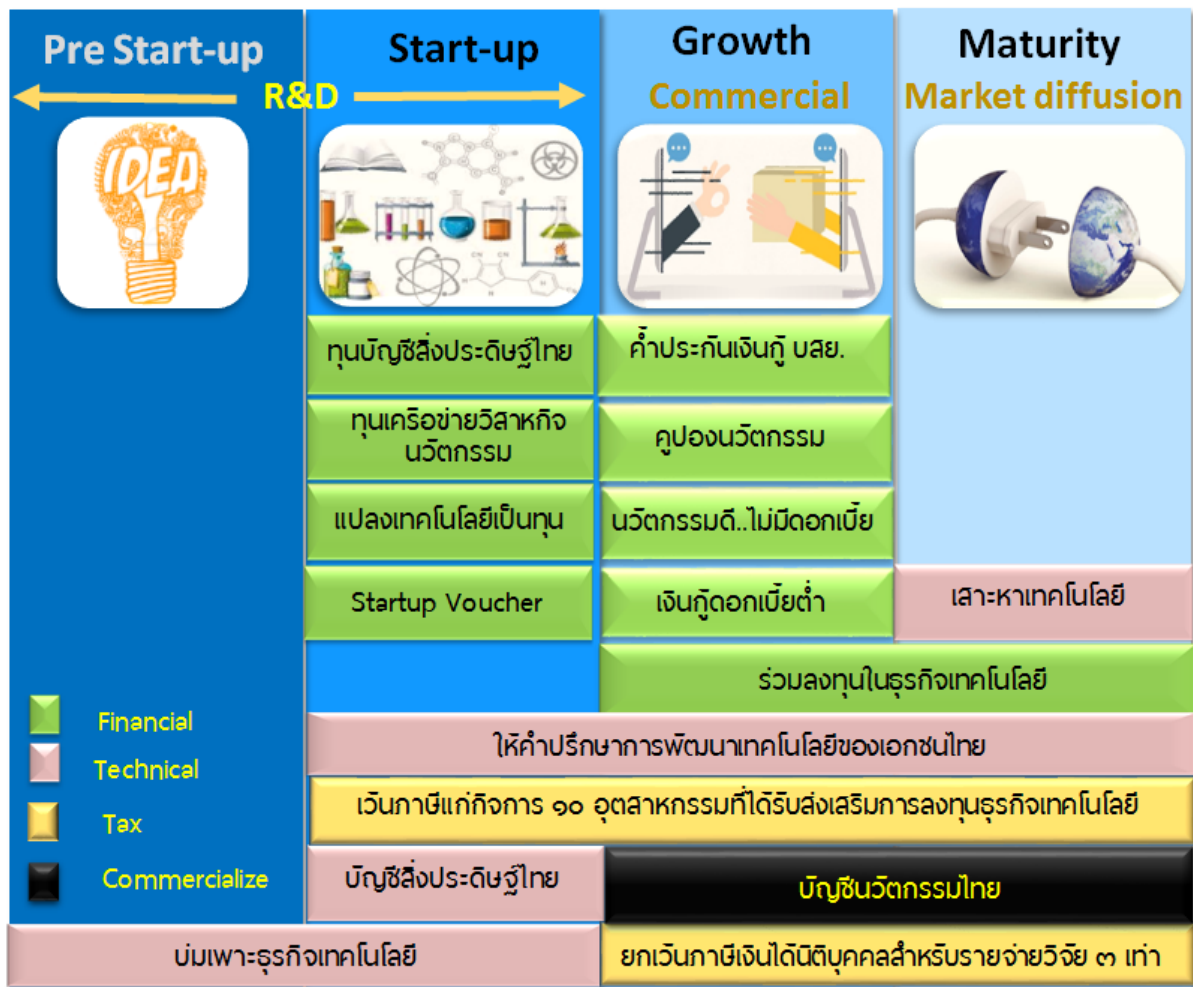 Pre Start-up
Start-up
Growth
Maturity
R&D
Commercial
Market diffusion
IDEA
ทุนบัญชีสิ่งประดิษฐ์ไทย
ค้ำประกันเงินกู้ บสย.
ทุนเครือข่ายวิสาหกิจ
นวัตกรรม
คูปองนวัตกรรม
แปลงเทคโนโลยีเป็นทุน
นวัตกรรมดี..ไม่มีดอกเบี้ย
Startup Voucher
เงินกู้ดอกเบี้ยต่ำ
เสาะหาเทคโนโลยี
ร่วมลงทุนในธุรกิจเทคโนโลยี
Financial
ให้คำปรึกษาการพัฒนาเทคโนโลยีของเอกชนไทย
Technical
เว้นภาษีแก่กิจการ ๑๐ อุตสาหกรรมที่ได้รับส่งเสริมการลงทุนธุรกิจเทคโนโลยี
Tax
Commercialize
บัญชีสิ่งประดิษฐ์ไทย
บัญชีนวัตกรรมไทย
บ่มเพาะธุรกิจเทคโนโลยี
ยกเว้นภาษีเงินได้นิติบุคคลสำหรับรายจ่ายวิจัย ๓ เท่า